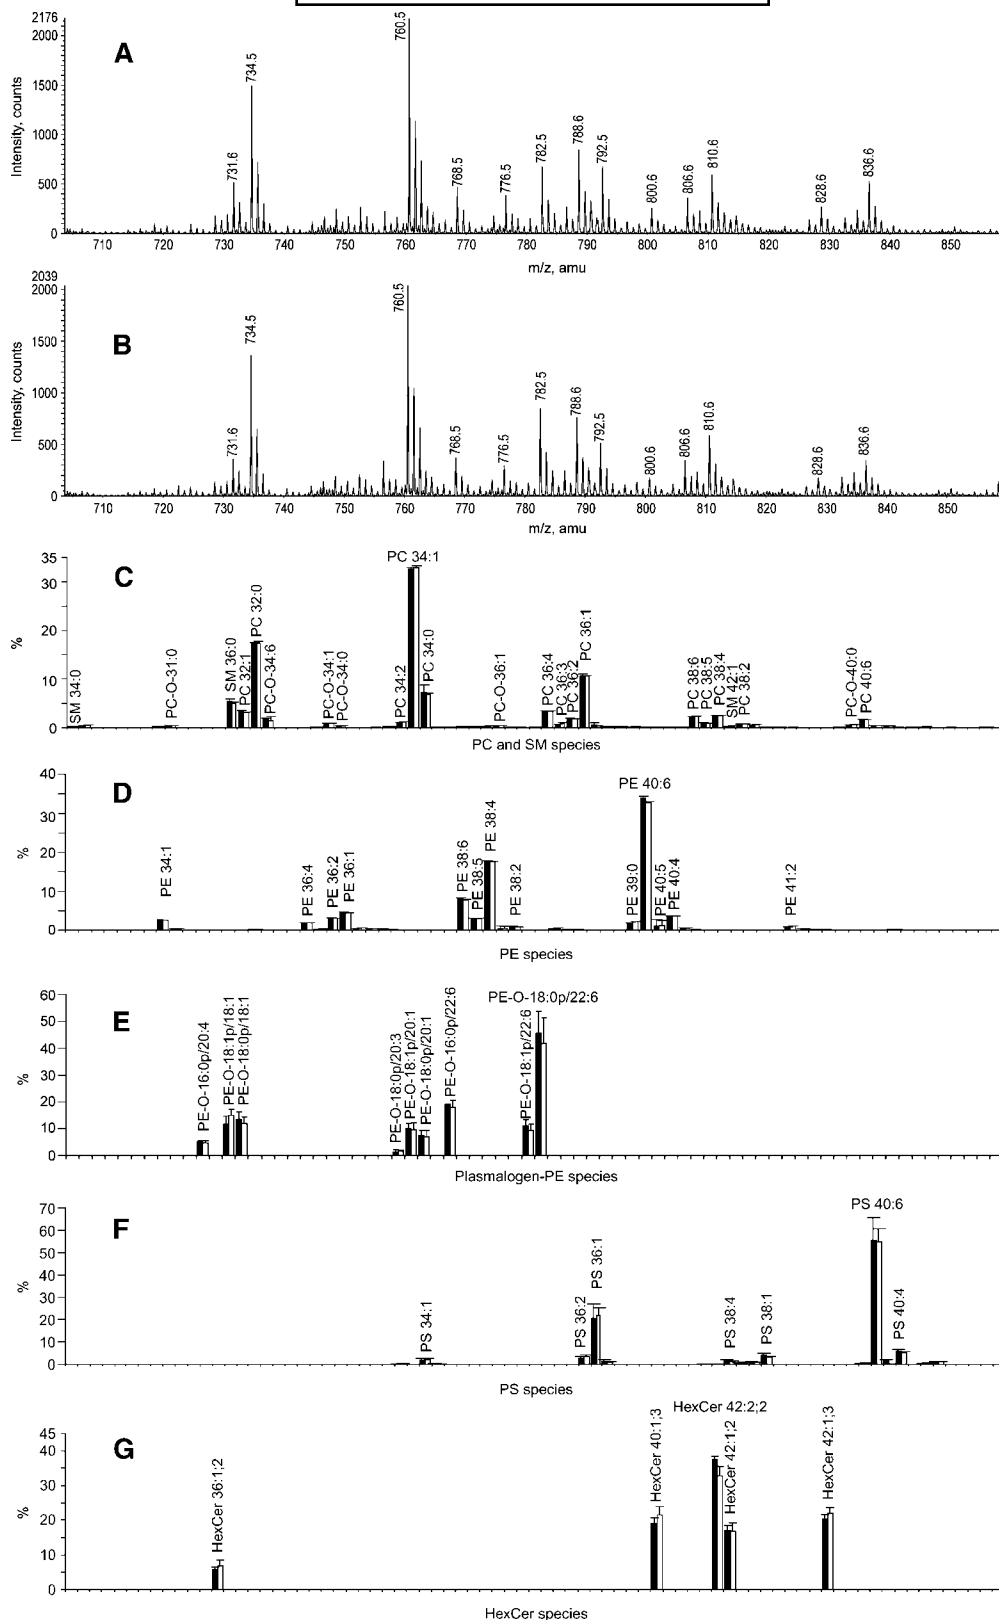 2176
2000
1500
1000
500
0
Intensity, counts
A
731.6
734.5
760.5
768.5
776.5
782.5
788.6
792.5
800.6
806.6
810.6
828.6
836.6
710 720 730 740 750 760 770 780 790 800 810 820 830 840 850
m/z, amu
2039
2000
1500
1000
500
0
Intensity, counts
B
731.6
734.5
760.5
768.5
776.5
782.5
788.6
792.5
800.6
806.6
810.6
828.6
836.6
710 720 730 740 750 760 770 780 790 800 810 820 830 840 850
m/z, amu
35
30
20
10
0
%
C
SM 34:0
PC-O-31:0
SM 36:0
PC 32:1
PC 32:0
PC-O-34:6
PC-O-34:1
PC-O-34:0
PC 34:2
PC 34:1
PC 34:0
PC-O-36:1
PC 36:4
PC 36:3
PC 36:2
PC 36:1
PC 38:6
PC 38:5
PC 38:4
SM 42:1
PC 38:2
PC-O-40:0
PC 40:6
PC and SM species
40
30
20
10
0
%
D
PE 34:1
PE 36:4
PE 36:2
PE 36:1
PE 38:6
PE 38:5
PE 38:4
PE 38:2
PE 39:0
PE 40:6
PE 40:5
PE 40:4
PE 41:2
PE species
60
50
40
30
20
10
0
%
E
PE-O-16:0p/20:4
PE-O-18:1p/18:1
PE-O-18:0p/18:1
PE-O-18:0p/20:3
PE-O-18:1p/20:1
PE-O-18:0p/20:1
PE-O-16:0p/22:6
PE-O-18:1p/22:6
PE-O-18:0p/22:6
Plasmalogen-PE species
70
60
50
40
30
20
10
0
%
F
PS 34:1
PS 36:2
PS 36:1
PS 38:4
PS 38:1
PS 40:6
PS 40:4
PS species
45
40
30
20
10
0
%
G
HexCer 36:1;2
HexCer 40:1;3
HexCer 42:2;2
HexCer 42:1;2
HexCer 42:1;3
HexCer species